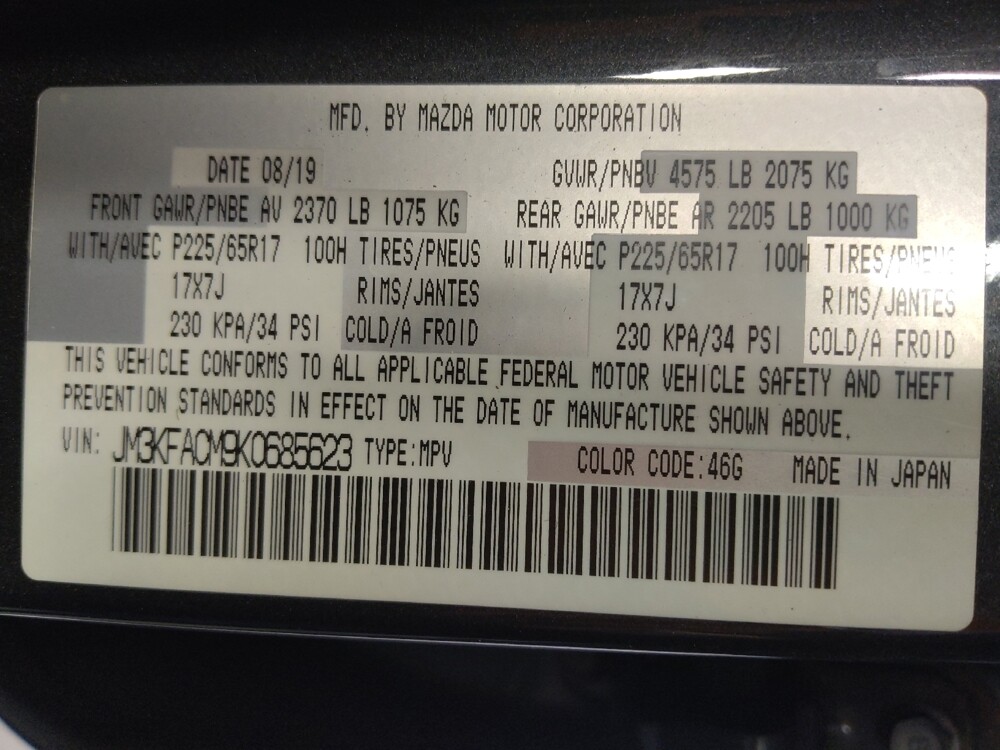 MFD. BY MAZDA MOTOR CORPORATION
DATE 08/19 GVWR/PNBV 4575 LB 2075 KG
FRONT GAWR/PNBE AV 2370 LB 1075 KG REAR GAWR/PNBE AR 2205 LB 1000 KG
WITH/AVEC P225/65R17 100H TIRES/PNEUS WITH/AVEC P225/65R17 100H TIRES/PNEUS
17X7J RIMS/JANTES 17X7J RIMS/JANTES
230 KPA/34 PSI COLD/A FROID 230 KPA/34 PSI COLD/A FROID
THIS VEHICLE CONFORMS TO ALL APPLICABLE FEDERAL MOTOR VEHICLE SAFETY AND THEFT
PREVENTION STANDARDS IN EFFECT ON THE DATE OF MANUFACTURE SHOWN ABOVE.
VIN: JM3KFACM9K0685623 TYPE:MPV COLOR CODE:46G MADE IN JAPAN